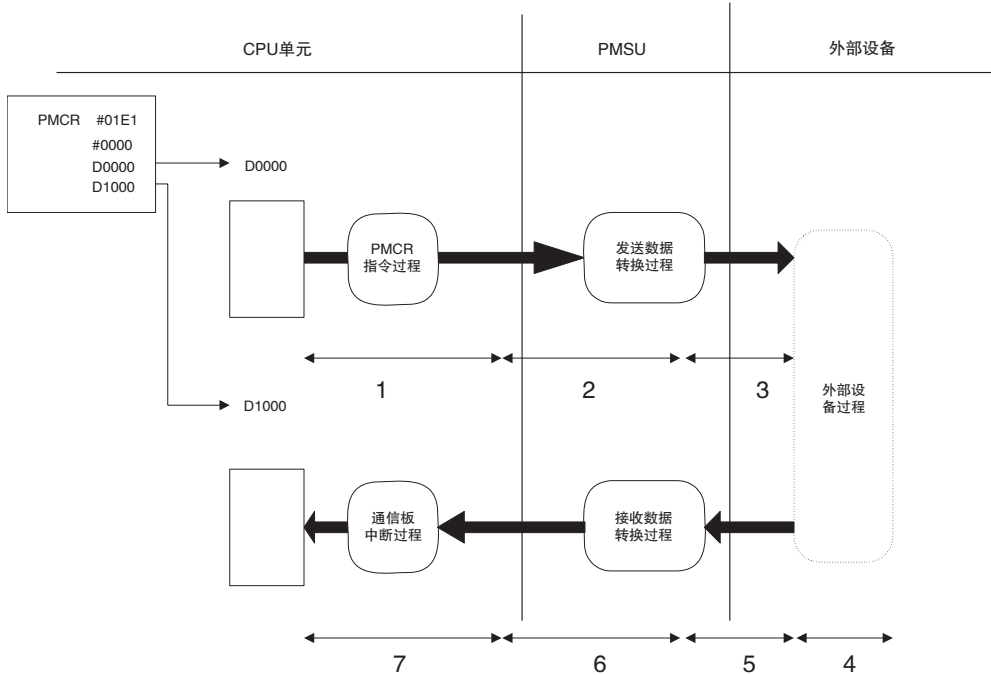 CPU单元
PMSU
外部设备
PMCR #01E1
#0000
D0000
D1000
D0000
PMCR
指令过程
发送数据
转换过程
1
2
3
D1000
外部设
备过程
通信板
中断过程
接收数据
转换过程
7
6
5
4